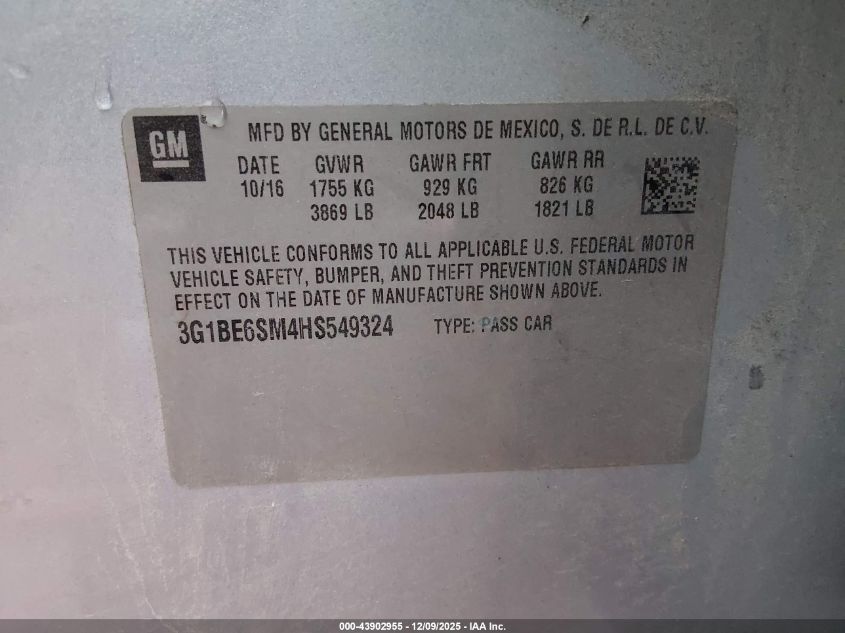 GM
MFD BY GENERAL MOTORS DE MEXICO, S. DE R.L. DE C.V.
DATE GVWR GAWR FRT GAWR RR
10/16 1755 KG 929 KG 826 KG
3869 LB 2048 LB 1821 LB
THIS VEHICLE CONFORMS TO ALL APPLICABLE U.S. FEDERAL MOTOR
VEHICLE SAFETY, BUMPER, AND THEFT PREVENTION STANDARDS IN
EFFECT ON THE DATE OF MANUFACTURE SHOWN ABOVE.
3G1BE6SM4HS549324 TYPE: PASS CAR
000-43902955 | 12/09/2025 - IAA Inc.